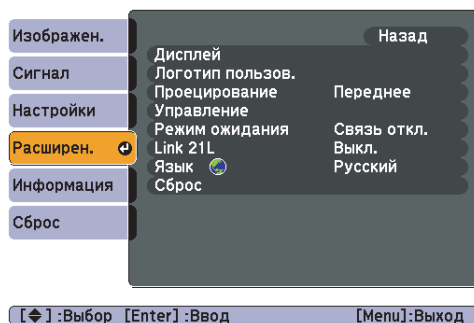 Изображен.
Сигнал
Настройки
Расширен.
Информация
Сброс
Назад
Дисплей
Логотип пользов.
Проецирование Переднее
Управление
Режим ожидания Связь откл.
Link 21L Выкл.
Язык Русский
Сброс
[◆] :Выбор [Enter] :Ввод [Menu]:Выход